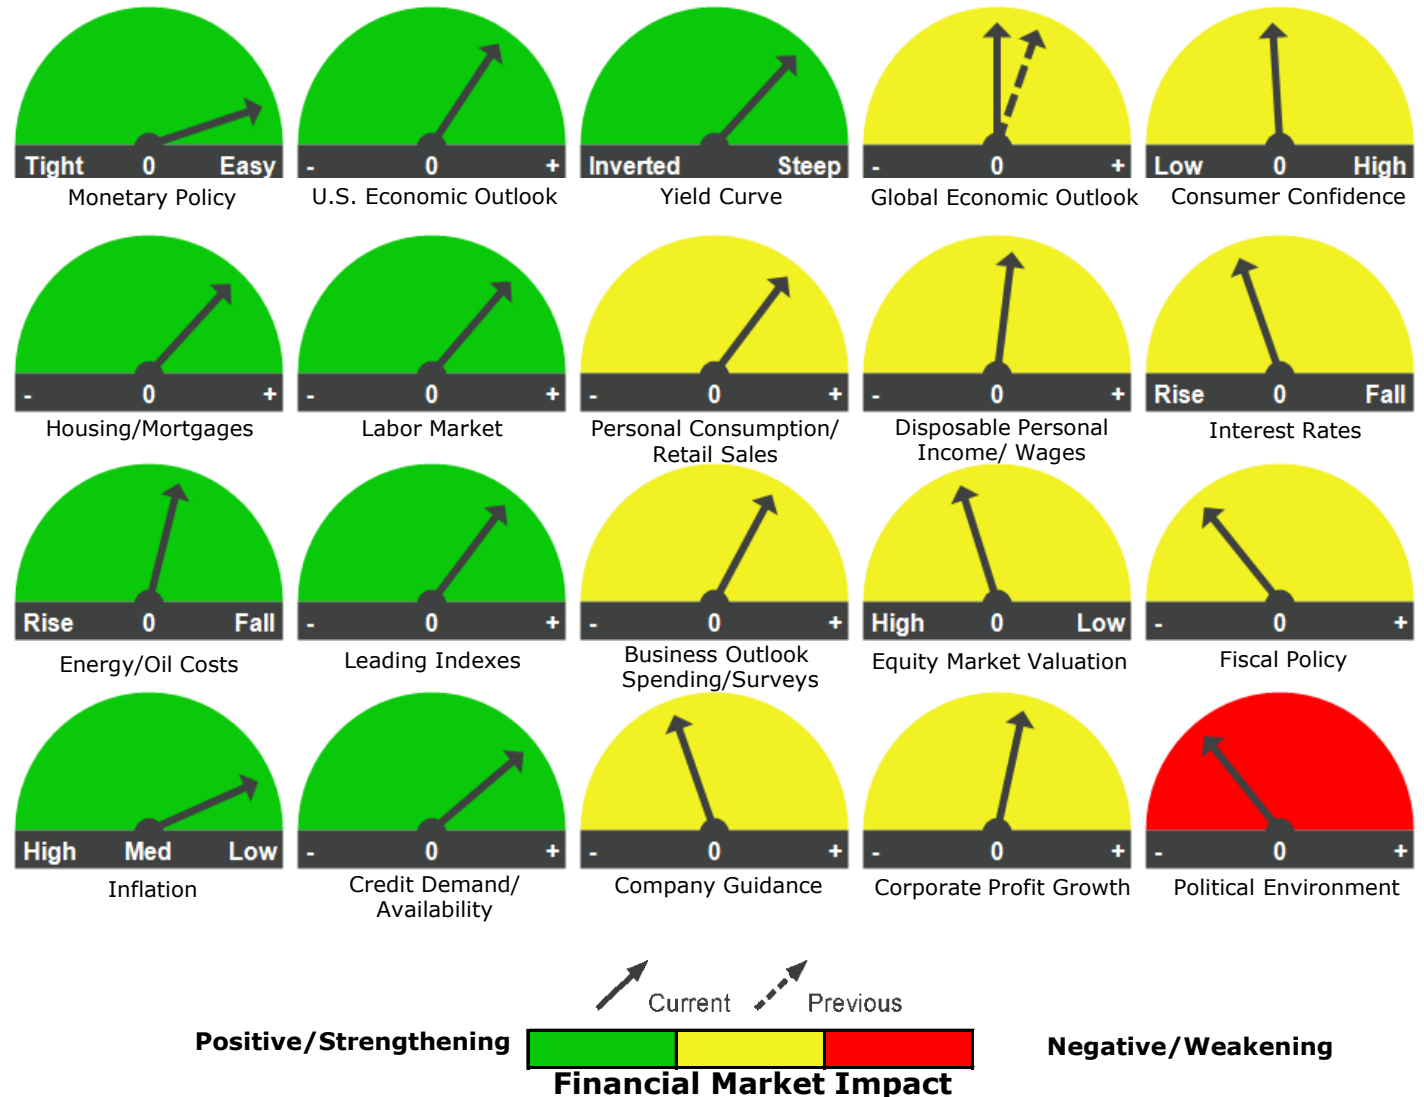 Tight 0 Easy
Monetary Policy
- 0 +
U.S. Economic Outlook
Inverted Steep
Yield Curve
- 0 +
Global Economic Outlook
Low 0 High
Consumer Confidence
- 0 +
Housing/Mortgages
- 0 +
Labor Market
- 0 +
Personal Consumption/
Retail Sales
- 0 +
Disposable Personal
Income/ Wages
Rise 0 Fall
Interest Rates
Rise 0 Fall
Energy/Oil Costs
- 0 +
Leading Indexes
- 0 +
Business Outlook
Spending/Surveys
High 0 Low
Equity Market Valuation
- 0 +
Fiscal Policy
High Med Low
Inflation
- 0 +
Credit Demand/
Availability
- 0 +
Company Guidance
- 0 +
Corporate Profit Growth
- 0 +
Political Environment
Current Previous
Positive/Strengthening Negative/Weakening
Financial Market Impact